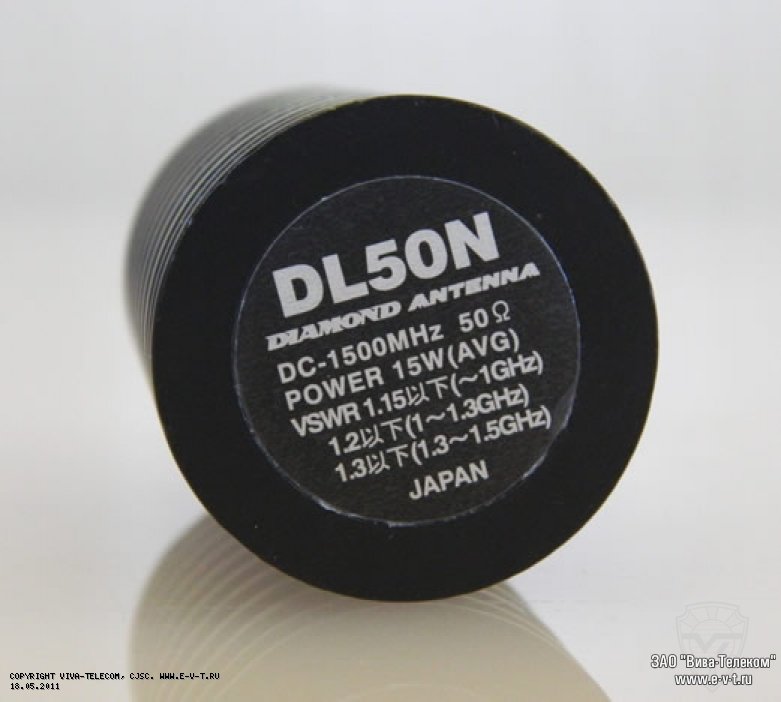 DL50N
DIAMOND ANTENNA
DC-1500MHz 50Ω
POWER 15W(AVG)
VSWR 1.15以下(～1GHz)
1.2以下(1～1.3GHz)
1.3以下(1.3～1.5GHz)
JAPAN
COPYRIGHT VIVA-TELECOM, CJSC. WWW.E-V-T.RU
18.05.2011
ЗАО "Вива-Телеком"
www.e-v-t.ru